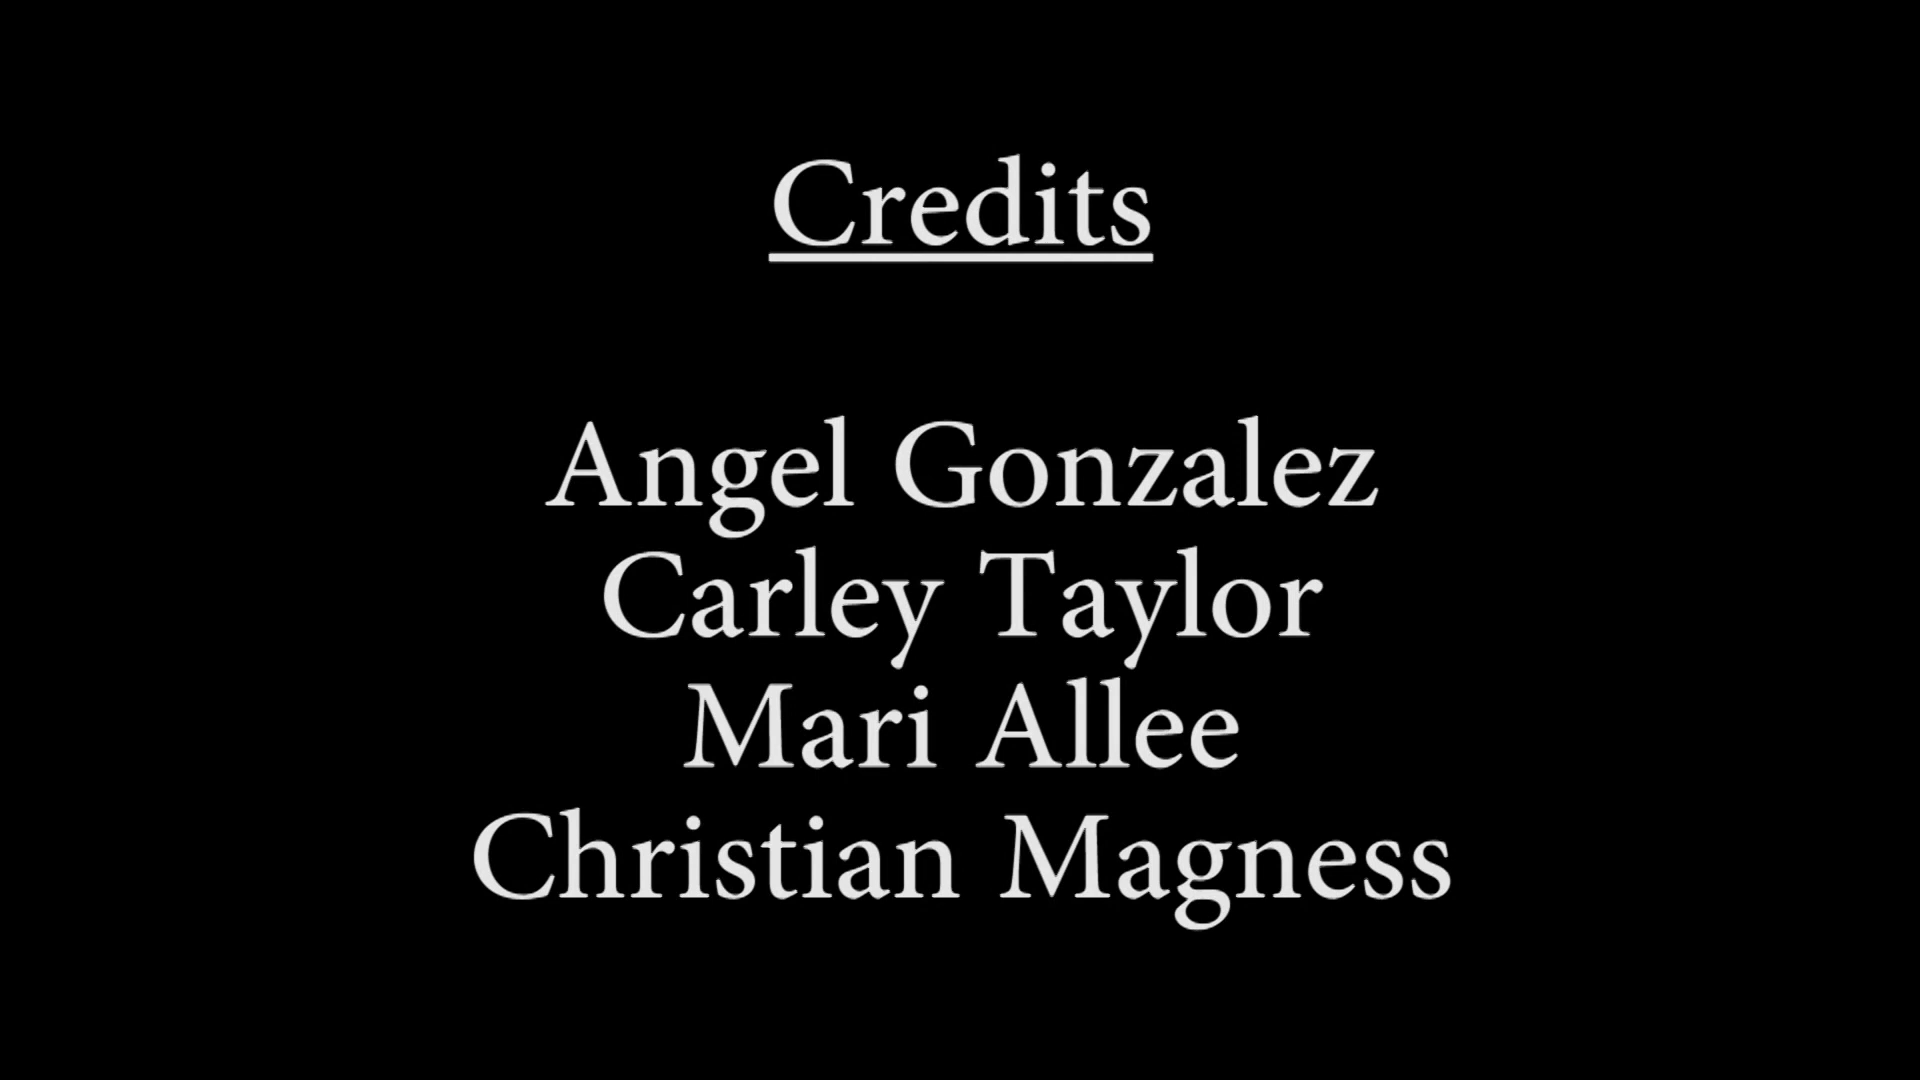 Credits
Angel Gonzalez
Carley Taylor
Mari Allee
Christian Magness